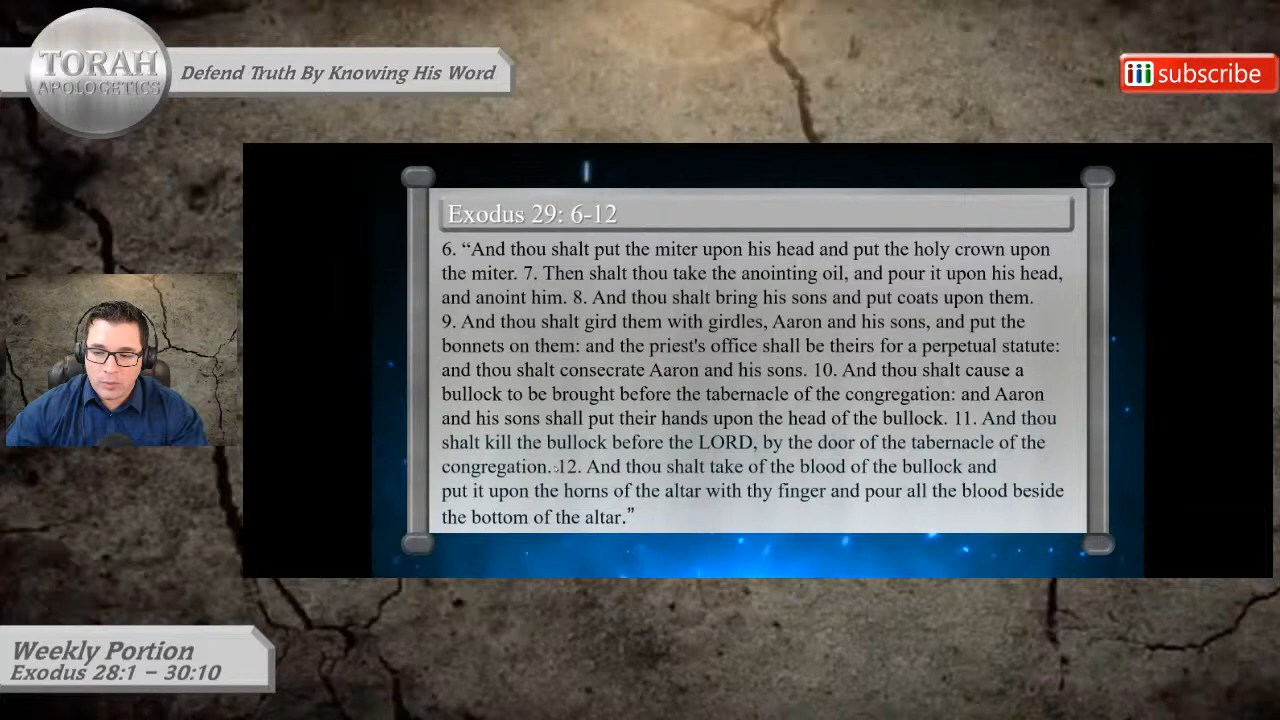 TORAH
APOLOGETICS
Defend Truth By Knowing His Word
subscribe
Exodus 29: 6-12
6. “And thou shalt put the miter upon his head and put the holy crown upon
the miter. 7. Then shalt thou take the anointing oil, and pour it upon his head,
and anoint him. 8. And thou shalt bring his sons and put coats upon them.
9. And thou shalt gird them with girdles, Aaron and his sons, and put the
bonnets on them: and the priest's office shall be theirs for a perpetual statute:
and thou shalt consecrate Aaron and his sons. 10. And thou shalt cause a
bullock to be brought before the tabernacle of the congregation: and Aaron
and his sons shall put their hands upon the head of the bullock. 11. And thou
shalt kill the bullock before the LORD, by the door of the tabernacle of the
congregation. 12. And thou shalt take of the blood of the bullock and
put it upon the horns of the altar with thy finger and pour all the blood beside
the bottom of the altar.”
Weekly Portion
Exodus 28:1 – 30:10